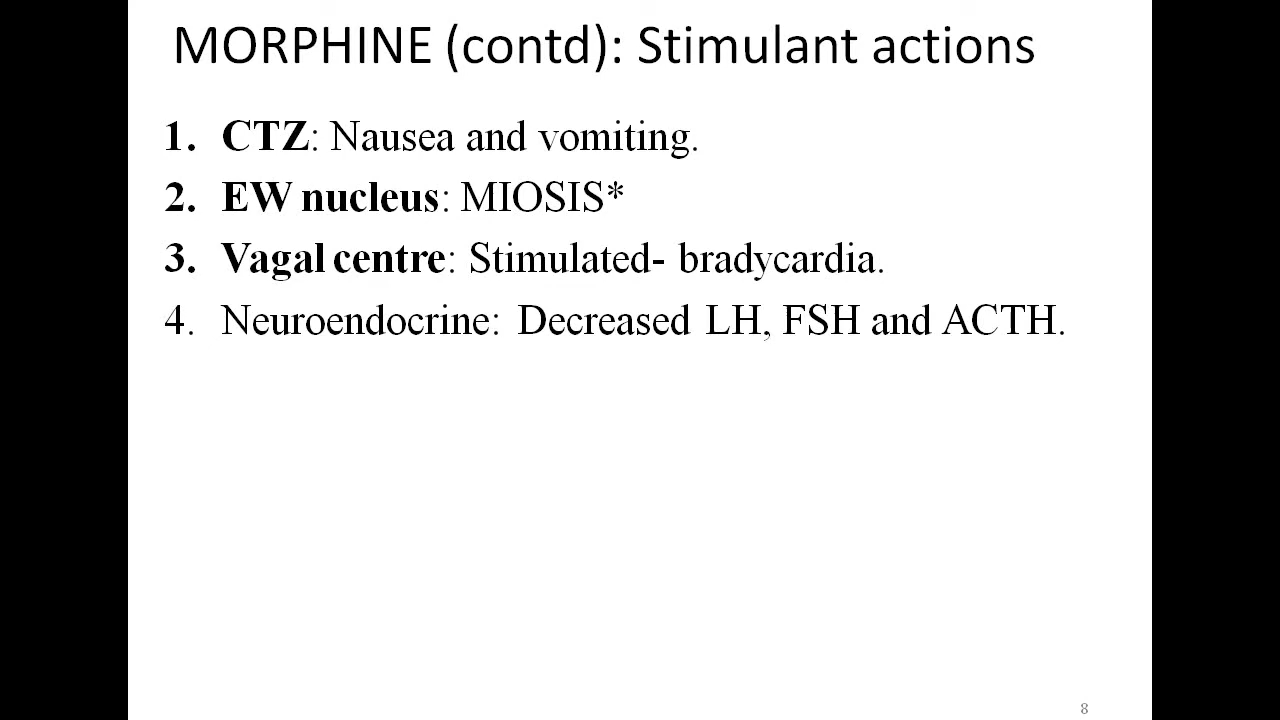 MORPHINE (contd): Stimulant actions
1. CTZ: Nausea and vomiting.
2. EW nucleus: MIOSIS*
3. Vagal centre: Stimulated- bradycardia.
4. Neuroendocrine: Decreased LH, FSH and ACTH.
8